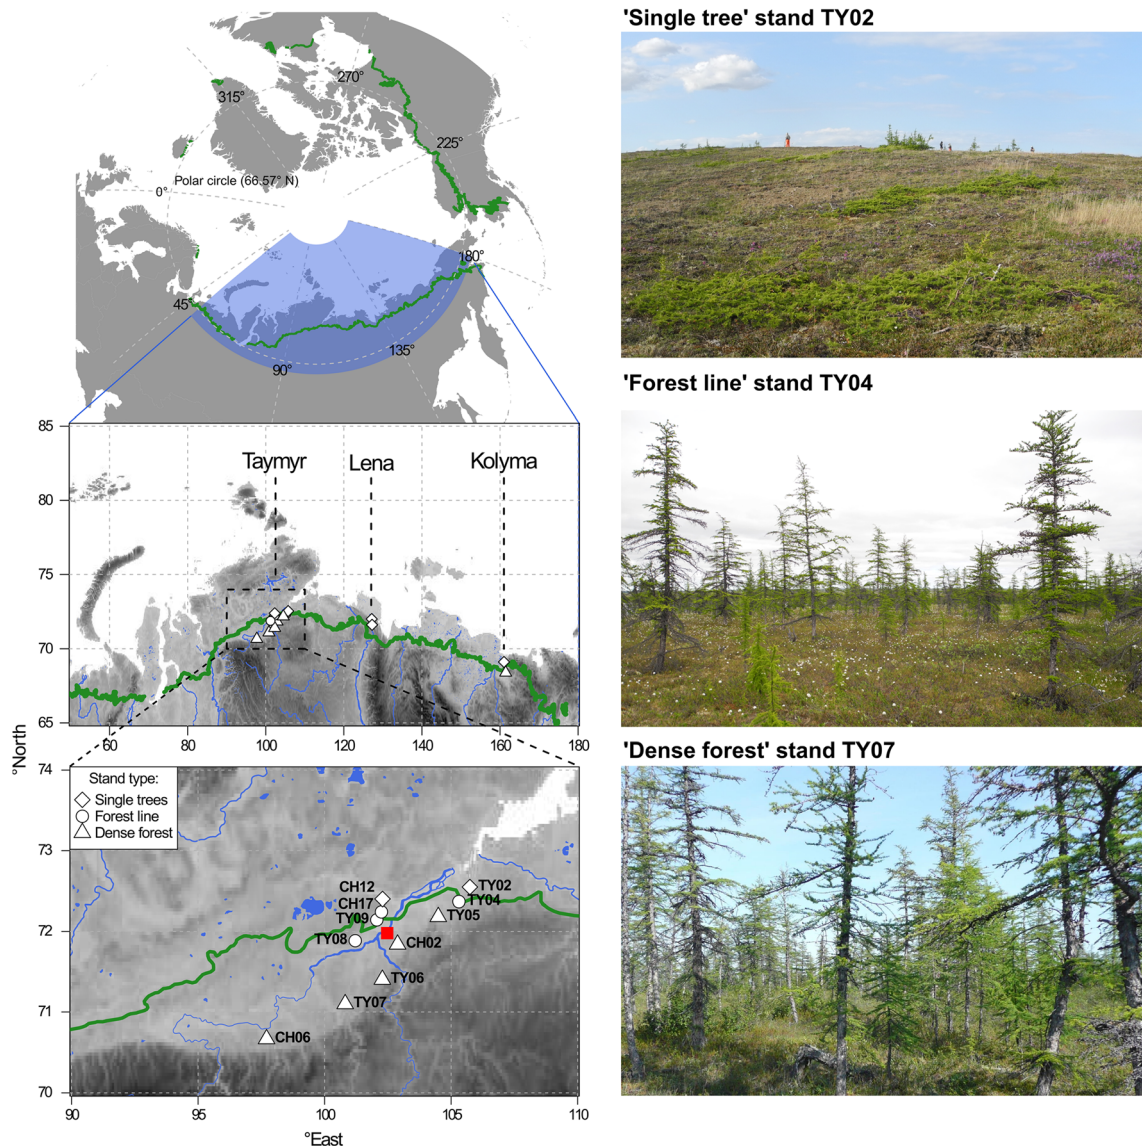 270°
315°
225°
Polar circle (66.57° N)
0°
180°
45°
135°
90°
85
80
75
70
65
Taymyr
Lena
Kolyma
60
80
100
120
140
160
180
°North
74
73
72
71
70
Stand type:
Single trees
Forest line
Dense forest
CH12
CH17
TY09
TY08
TY02
TY04
TY05
CH02
TY06
TY07
CH06
90
95
100
105
110
°East
'Single tree' stand TY02
'Forest line' stand TY04
'Dense forest' stand TY07